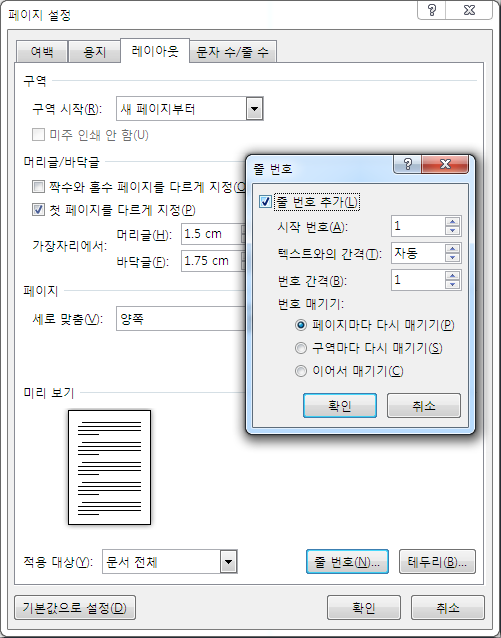 페이지 설정
여백
용지
레이아웃
문자 수/줄 수
구역
구역 시작(R):
새 페이지부터
미주 인쇄 안 함(U)
머리글/바닥글
짝수와 홀수 페이지를 다르게 지정(O
첫 페이지를 다르게 지정(P)
가장자리에서:
머리글(H):
1.5 cm
바닥글(F):
1.75 cm
페이지
세로 맞춤(V):
양쪽
미리 보기
적용 대상(Y):
문서 전체
줄 번호(N)...
테두리(B)...
기본값으로 설정(D)
확인
취소
줄 번호
줄 번호 추가(L)
시작 번호(A):
1
텍스트와의 간격(T):
자동
번호 간격(B):
1
번호 매기기:
페이지마다 다시 매기기(P)
구역마다 다시 매기기(S)
이어서 매기기(C)
확인
취소